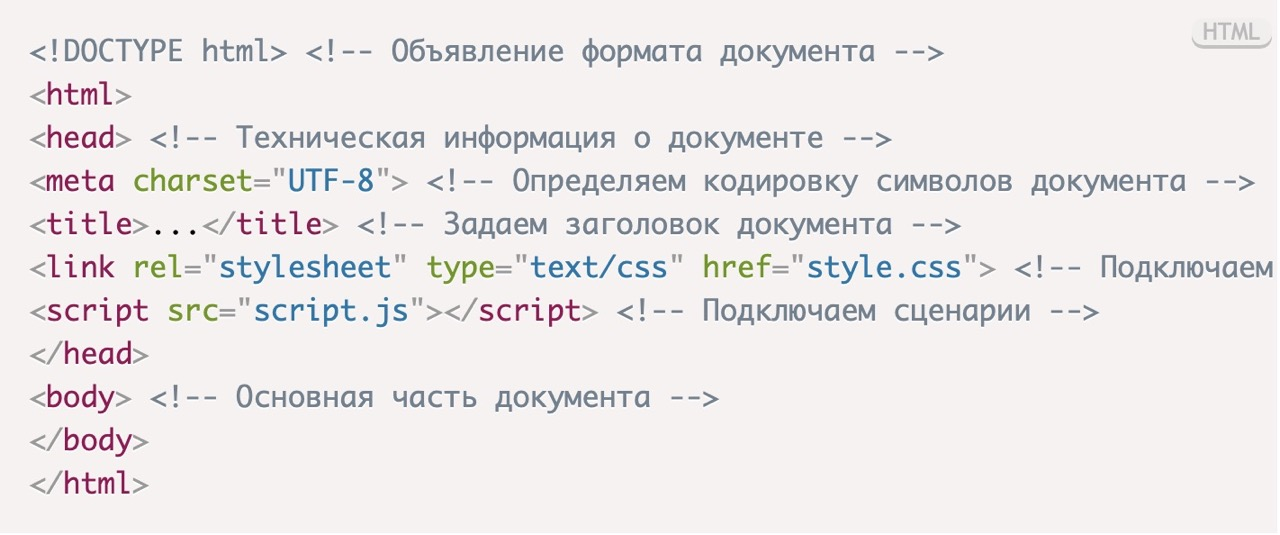 HTML
<!DOCTYPE html> <!-- Объявление формата документа -->
<html>
<head> <!-- Техническая информация о документе -->
<meta charset="UTF-8"> <!-- Определяем кодировку символов документа -->
<title>...</title> <!-- Задаем заголовок документа -->
<link rel="stylesheet" type="text/css" href="style.css"> <!-- Подключаем
<script src="script.js"></script> <!-- Подключаем сценарии -->
</head>
<body> <!-- Основная часть документа -->
</body>
</html>